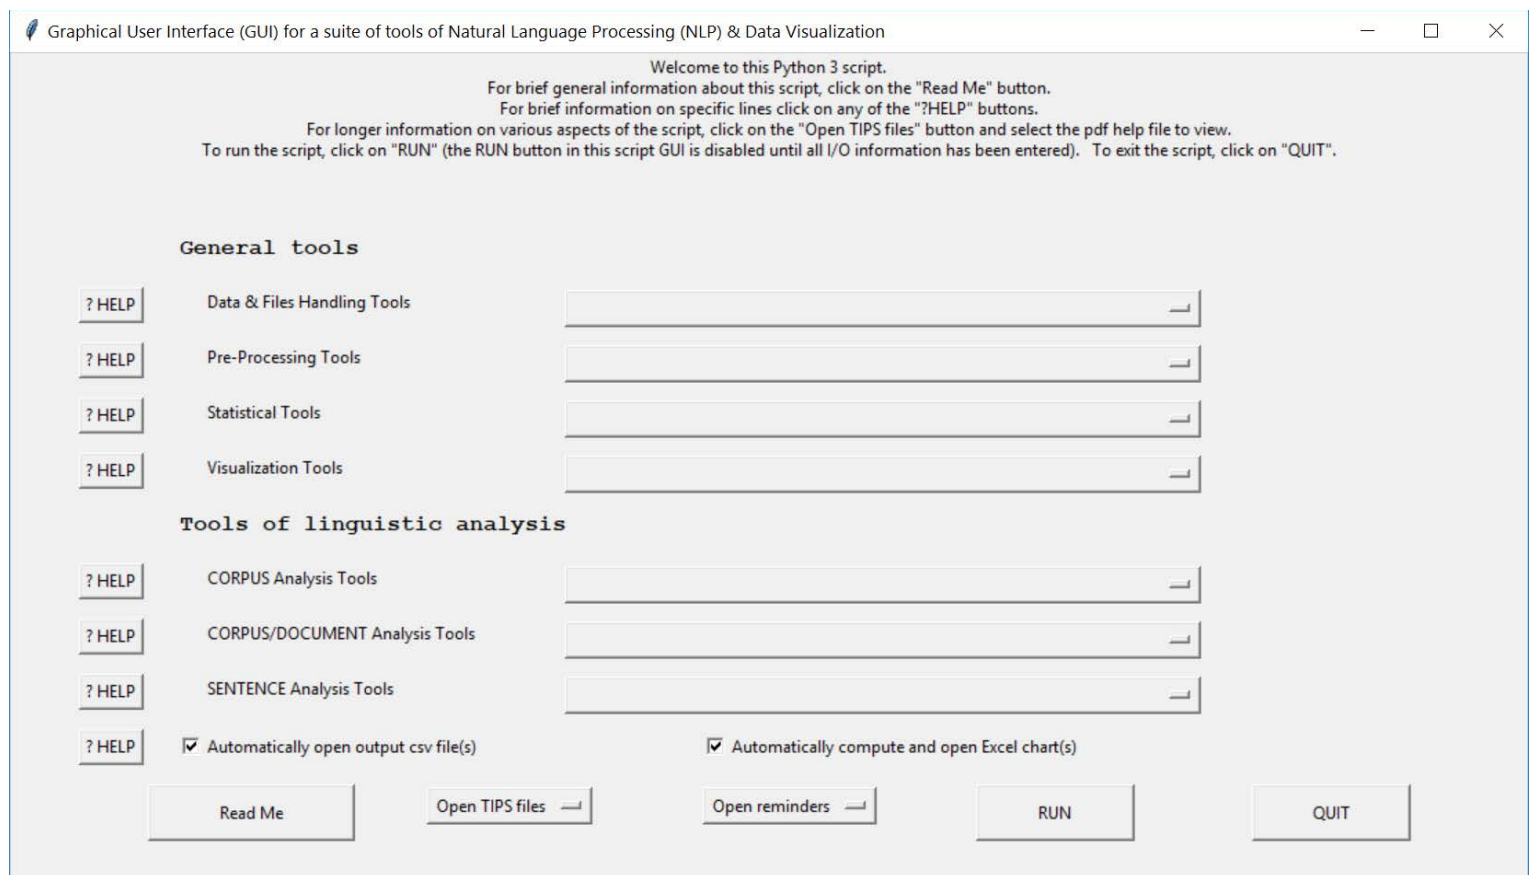 Graphical User Interface (GUI) for a suite of tools of Natural Language Processing (NLP) & Data Visualization
Welcome to this Python 3 script.
For brief general information about this script, click on the "Read Me" button.
For brief information on specific lines click on any of the "?HELP" buttons.
For longer information on various aspects of the script, click on the "Open TIPS files" button and select the pdf help file to view.
To run the script, click on "RUN" (the RUN button in this script GUI is disabled until all I/O information has been entered).   To exit the script, click on "QUIT".
General tools
? HELP Data & Files Handling Tools
? HELP Pre-Processing Tools
? HELP Statistical Tools
? HELP Visualization Tools
Tools of linguistic analysis
? HELP CORPUS Analysis Tools
? HELP CORPUS/DOCUMENT Analysis Tools
? HELP SENTENCE Analysis Tools
? HELP Automatically open output csv file(s) Automatically compute and open Excel chart(s)
Read Me Open TIPS files Open reminders RUN QUIT